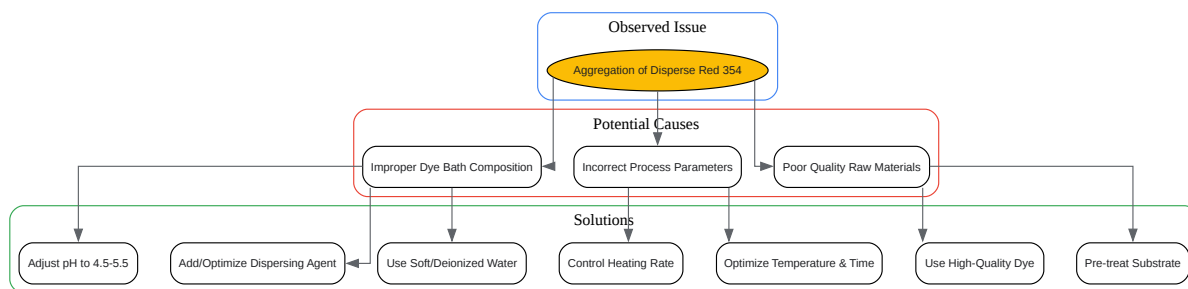 Observed Issue
Aggregation of Disperse Red 354
Potential Causes
Improper Dye Bath Composition
Incorrect Process Parameters
Poor Quality Raw Materials
Solutions
Adjust pH to 4.5-5.5
Add/Optimize Dispersing Agent
Use Soft/Deionized Water
Control Heating Rate
Optimize Temperature & Time
Use High-Quality Dye
Pre-treat Substrate